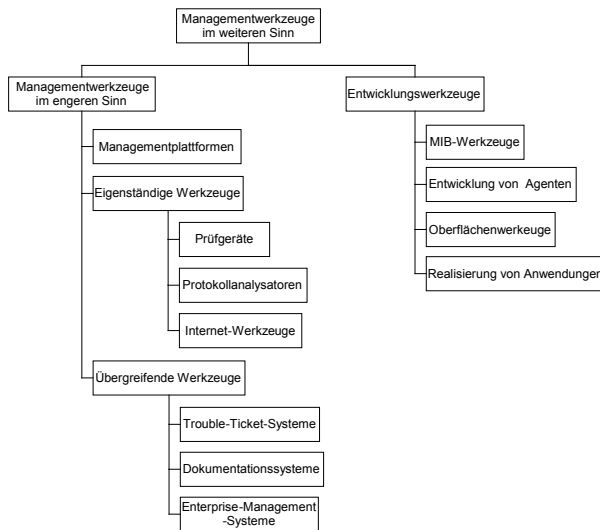 Managementwerkzeuge
im weiteren Sinn
Managementwerkzeuge
im engeren Sinn
Managementplattformen
Eigenständige Werkzeuge
Prüfgeräte
Protokollanalysatoren
Internet-Werkzeuge
Übergreifende Werkzeuge
Trouble-Ticket-Systeme
Dokumentationssysteme
Enterprise-Management
-Systeme
Entwicklungswerkzeuge
MIB-Werkzeuge
Entwicklung von Agenten
Oberflächenwerkeuge
Realisierung von Anwendungen